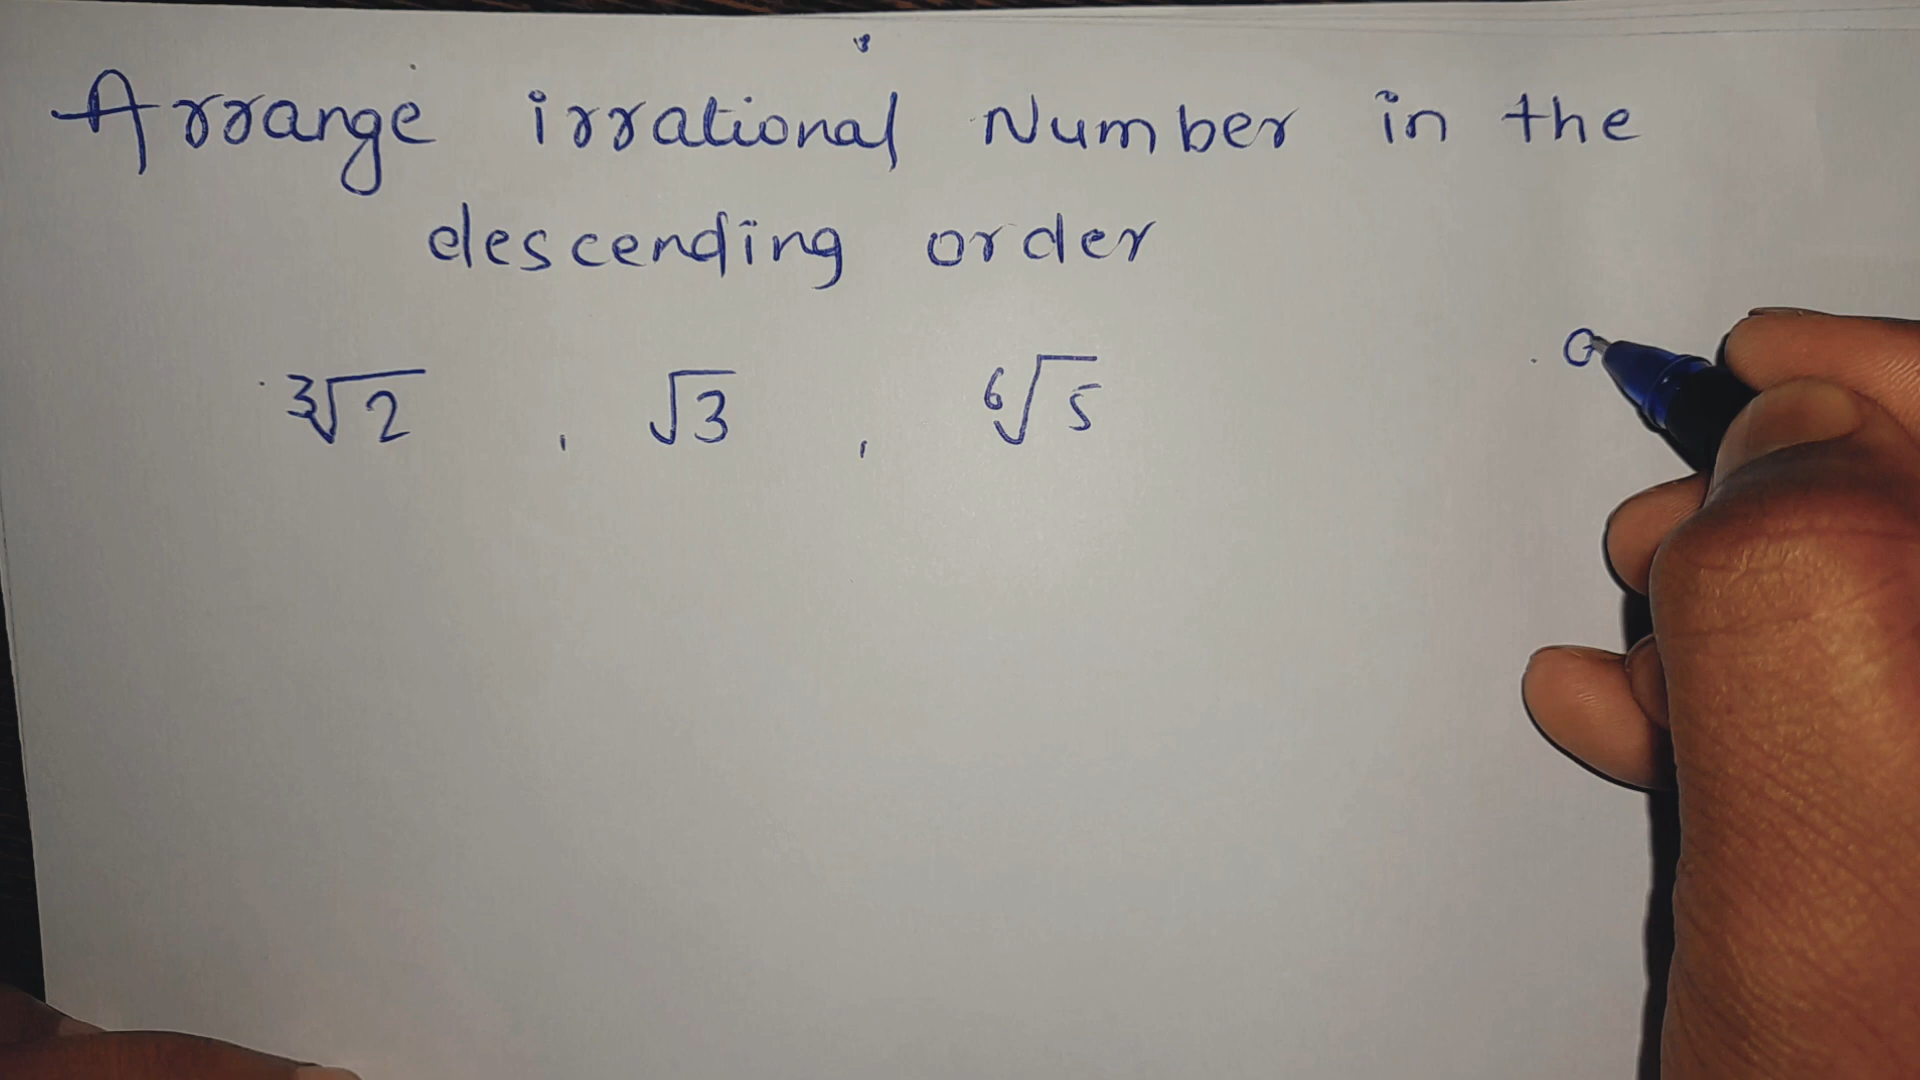 Arrange irrational Number in the
descending order
∛2 , √3 , ⁶√5